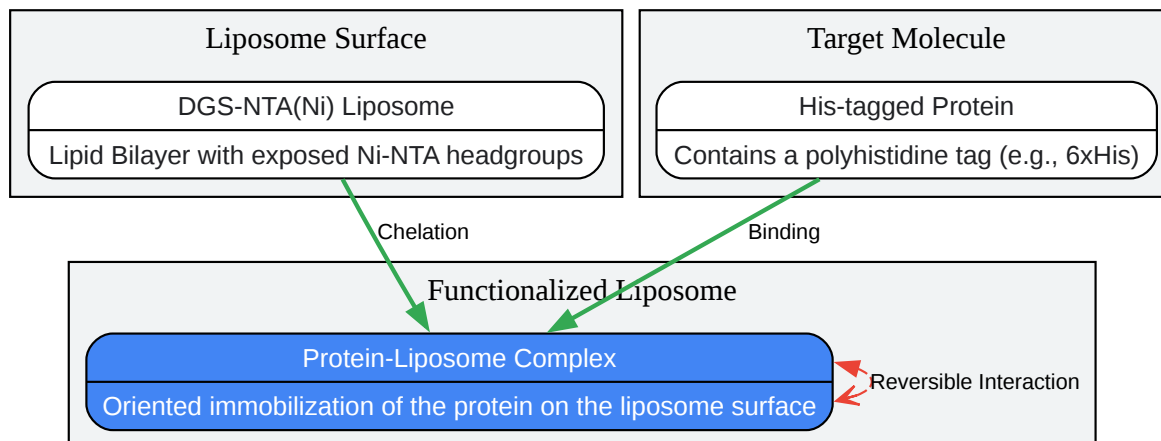 Liposome Surface
Target Molecule
DGS-NTA(Ni) Liposome
Lipid Bilayer with exposed Ni-NTA headgroups
His-tagged Protein
Contains a polyhistidine tag (e.g., 6xHis)
Chelation
Binding
Functionalized Liposome
Protein-Liposome Complex
Oriented immobilization of the protein on the liposome surface
Reversible Interaction